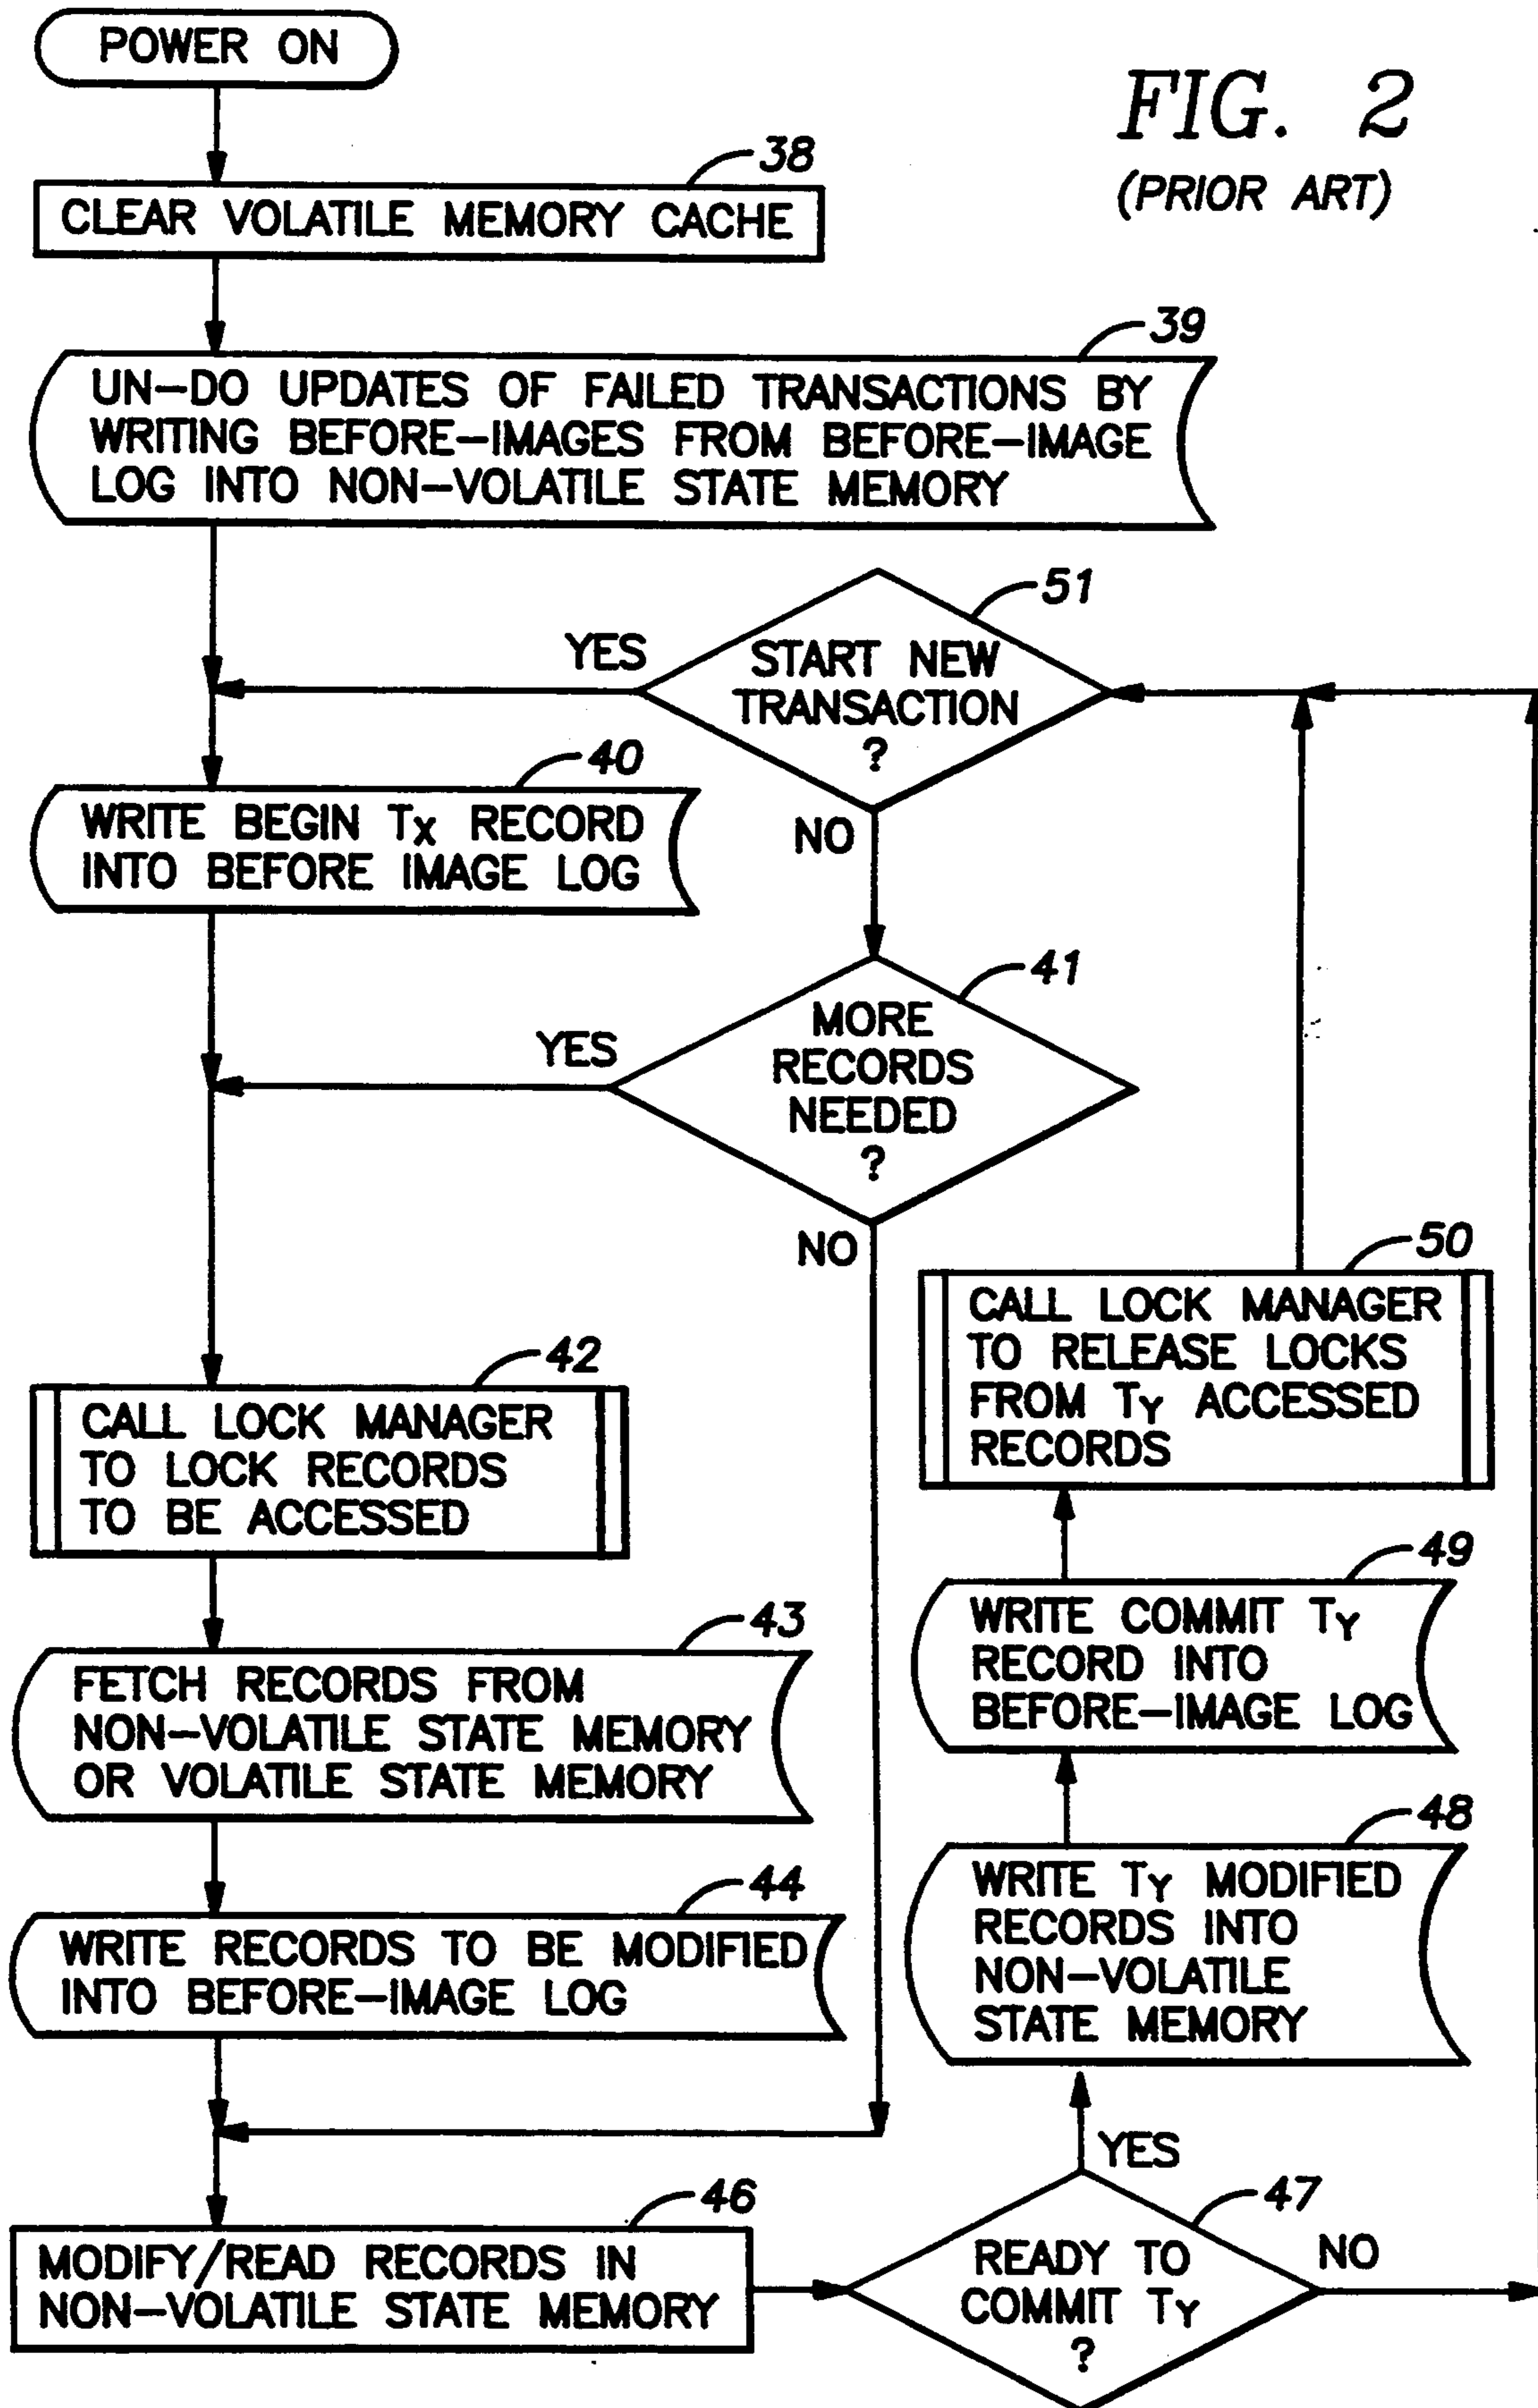 POWER ON
FIG. 2
(PRIOR ART)
38
CLEAR VOLATILE MEMORY CACHE
39
UN-DO UPDATES OF FAILED TRANSACTIONS BY
WRITING BEFORE-IMAGES FROM BEFORE-IMAGE
LOG INTO NON-VOLATILE STATE MEMORY
51
YES
START NEW
TRANSACTION
?
NO
40
WRITE BEGIN TX RECORD
INTO BEFORE IMAGE LOG
41
YES
MORE
RECORDS
NEEDED
?
NO
42
CALL LOCK MANAGER
TO LOCK RECORDS
TO BE ACCESSED
43
FETCH RECORDS FROM
NON-VOLATILE STATE MEMORY
OR VOLATILE STATE MEMORY
44
WRITE RECORDS TO BE MODIFIED
INTO BEFORE-IMAGE LOG
46
MODIFY/READ RECORDS IN
NON-VOLATILE STATE MEMORY
47
READY TO
COMMIT TY
?
NO
YES
48
WRITE TY MODIFIED
RECORDS INTO
NON-VOLATILE
STATE MEMORY
49
WRITE COMMIT TY
RECORD INTO
BEFORE-IMAGE LOG
50
CALL LOCK MANAGER
TO RELEASE LOCKS
FROM TY ACCESSED
RECORDS